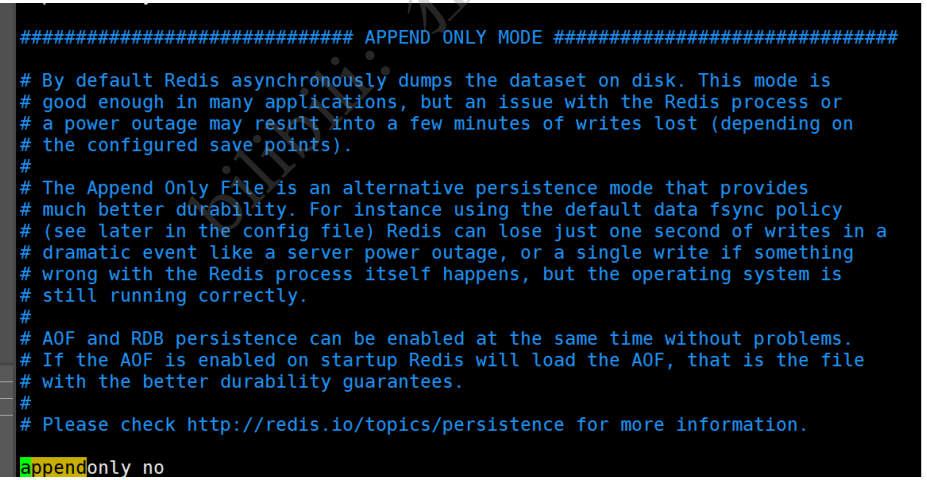 ############################## APPEND ONLY MODE ###############################
# By default Redis asynchronously dumps the dataset on disk. This mode is
# good enough in many applications, but an issue with the Redis process or
# a power outage may result into a few minutes of writes lost (depending on
# the configured save points).
#
# The Append Only File is an alternative persistence mode that provides
# much better durability. For instance using the default data fsync policy
# (see later in the config file) Redis can lose just one second of writes in a
# dramatic event like a server power outage, or a single write if something
# wrong with the Redis process itself happens, but the operating system is
# still running correctly.
#
# AOF and RDB persistence can be enabled at the same time without problems.
# If the AOF is enabled on startup Redis will load the AOF, that is the file
# with the better durability guarantees.
#
# Please check http://redis.io/topics/persistence for more information.
appendonly no
bilibili: